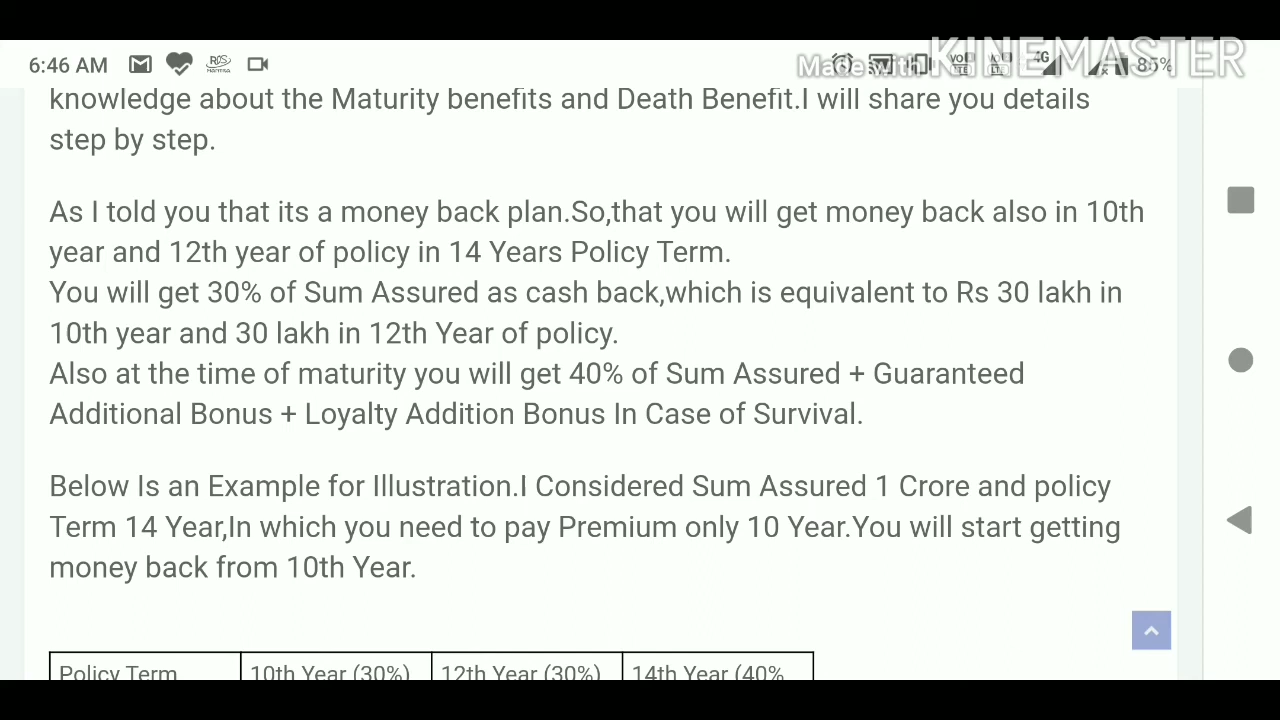 6:46 AM
Made with KINEMASTER
4G
85%
knowledge about the Maturity benefits and Death Benefit.I will share you details
step by step.
As I told you that its a money back plan.So,that you will get money back also in 10th
year and 12th year of policy in 14 Years Policy Term.
You will get 30% of Sum Assured as cash back,which is equivalent to Rs 30 lakh in
10th year and 30 lakh in 12th Year of policy.
Also at the time of maturity you will get 40% of Sum Assured + Guaranteed
Additional Bonus + Loyalty Addition Bonus In Case of Survival.
Below Is an Example for Illustration.I Considered Sum Assured 1 Crore and policy
Term 14 Year,In which you need to pay Premium only 10 Year.You will start getting
money back from 10th Year.
Policy Term 10th Year (30%) 12th Year (30%) 14th Year (40%